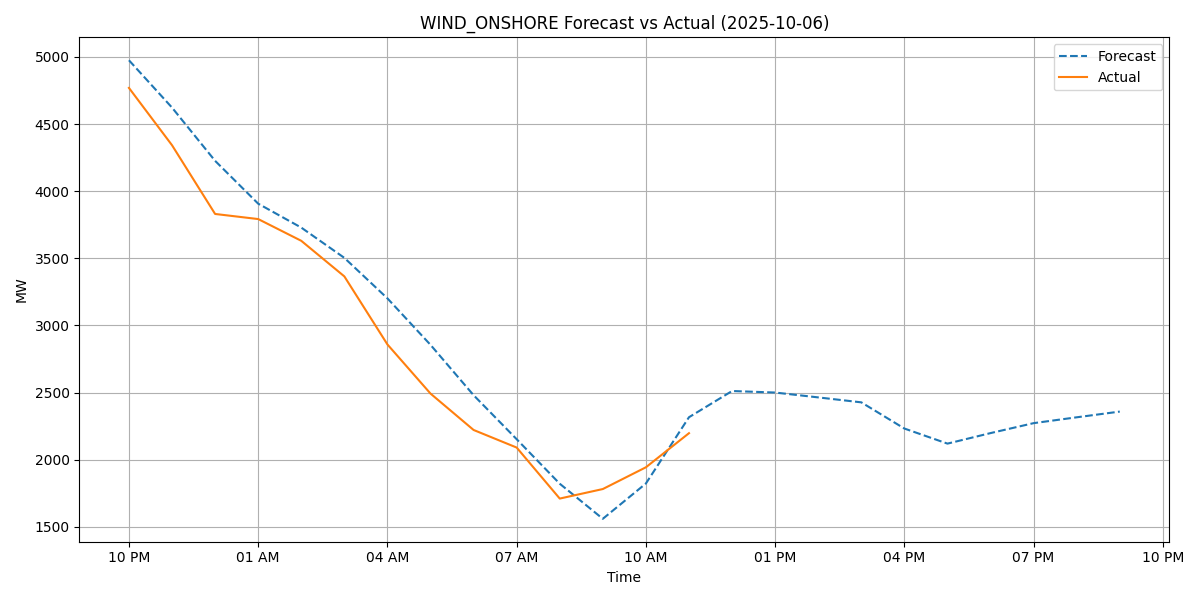 WIND_ONSHORE Forecast vs Actual (2025-10-06)
Forecast
Actual
5000
4500
4000
3500
3000
2500
2000
1500
MW
10 PM 01 AM 04 AM 07 AM 10 AM 01 PM 04 PM 07 PM 10 PM
Time